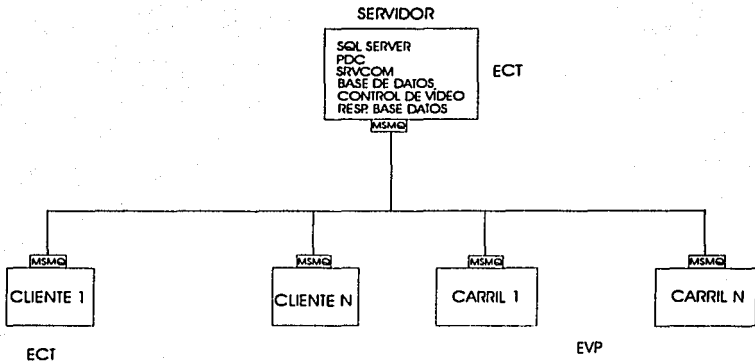 SERVIDOR
SQL SERVER
PDC
SRVCOM
BASE DE DATOS
CONTROL DE VÍDEO
RESP. BASE DATOS
ECT
MSMQ
MSMQ
MSMQ
MSMQ
MSMQ
CLIENTE 1
CLIENTE N
CARRIL 1
CARRIL N
ECT
EVP